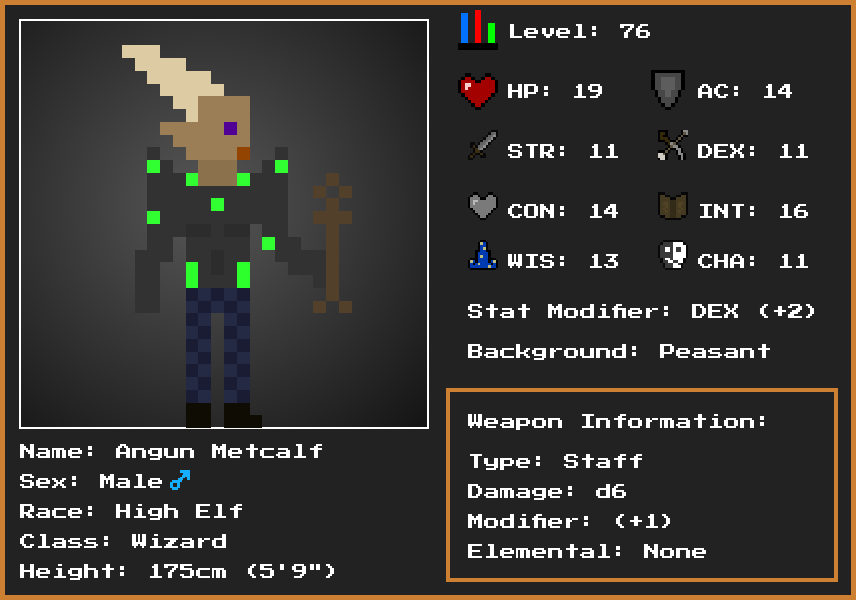 Level: 76
HP: 19 AC: 14
STR: 11 DEX: 11
CON: 14 INT: 16
WIS: 13 CHA: 11
Stat Modifier: DEX (+2)
Background: Peasant
Weapon Information:
Type: Staff
Damage: d6
Modifier: (+1)
Elemental: None
Name: Angun Metcalf
Sex: Male♂
Race: High Elf
Class: Wizard
Height: 175cm (5'9")